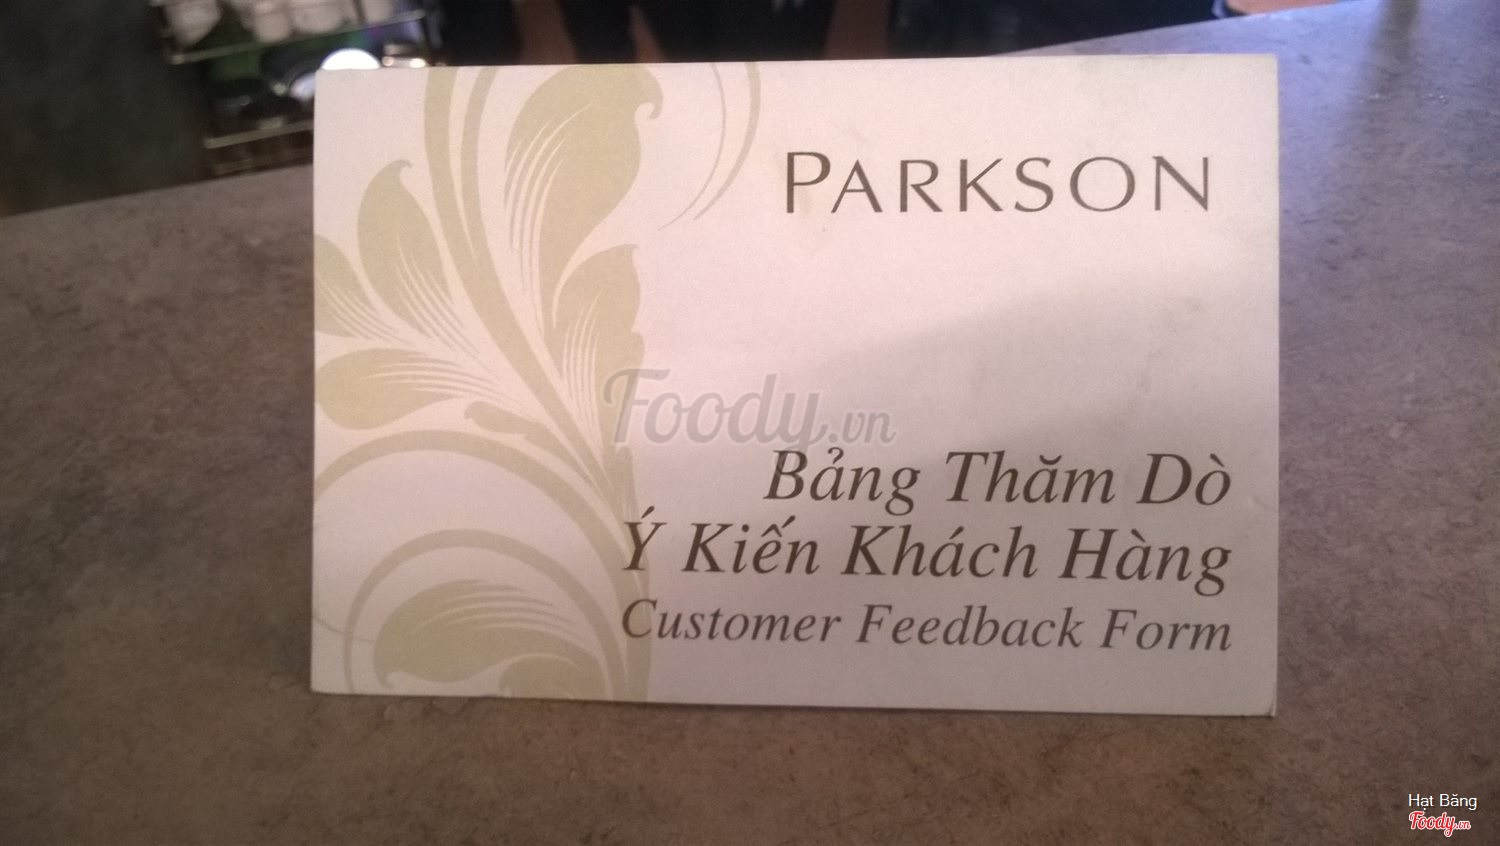 PARKSON
Foody.vn
Bảng Thăm Dò
Ý Kiến Khách Hàng
Customer Feedback Form
Hạt Băng
Foody.vn